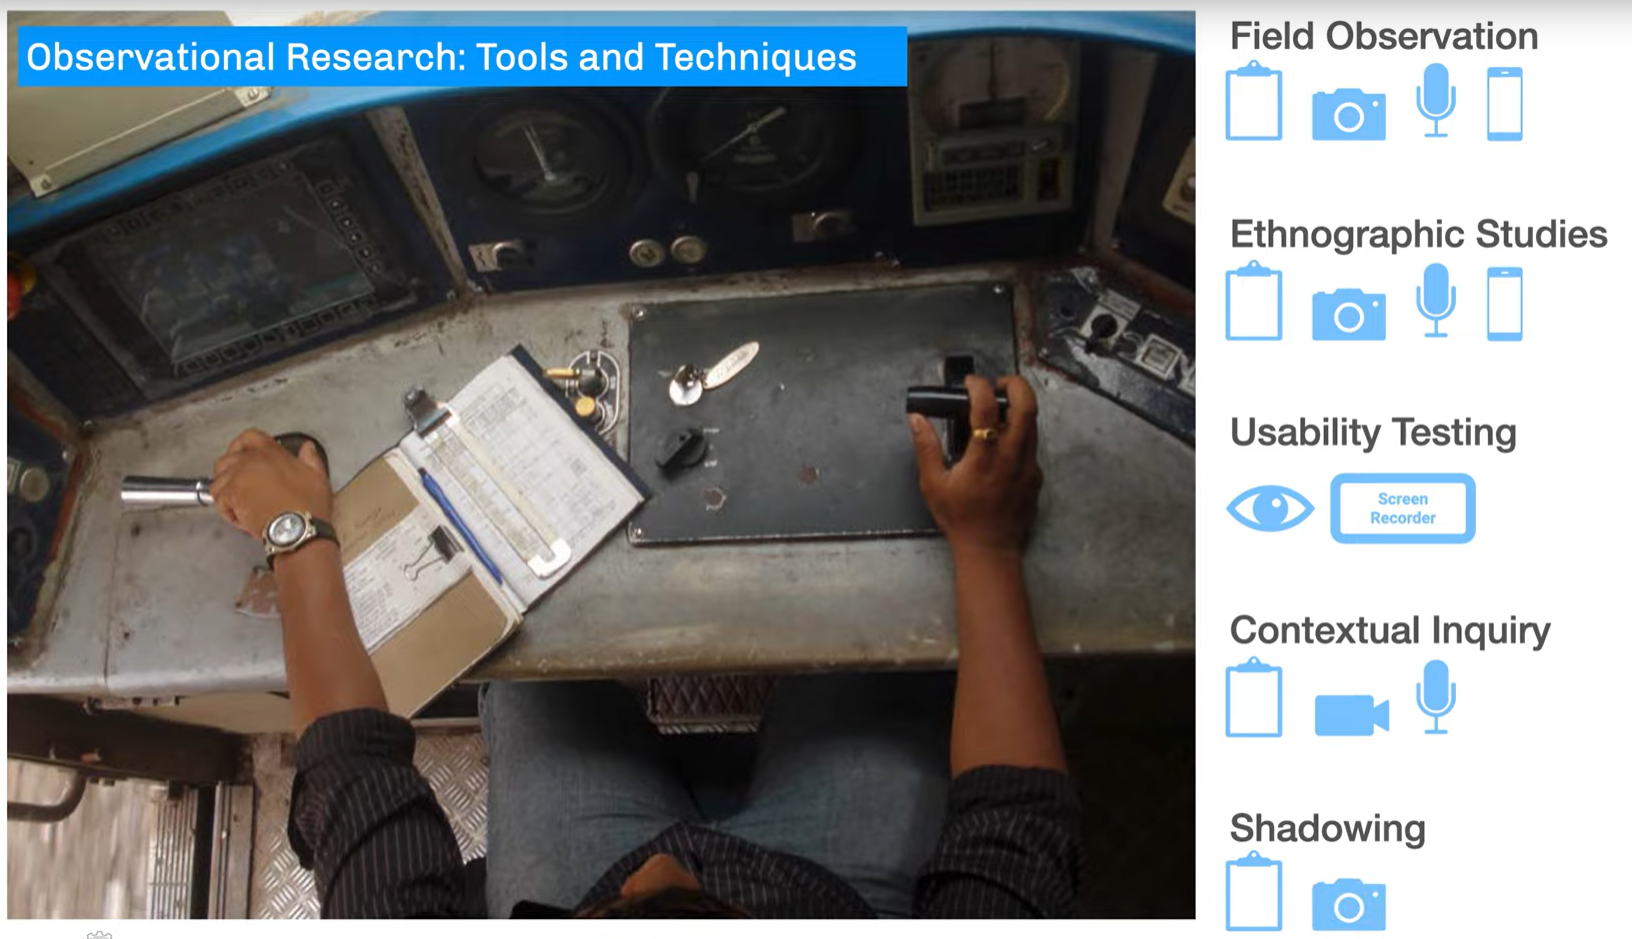 Observational Research: Tools and Techniques
Field Observation
Ethnographic Studies
Usability Testing
Screen
Recorder
Contextual Inquiry
Shadowing